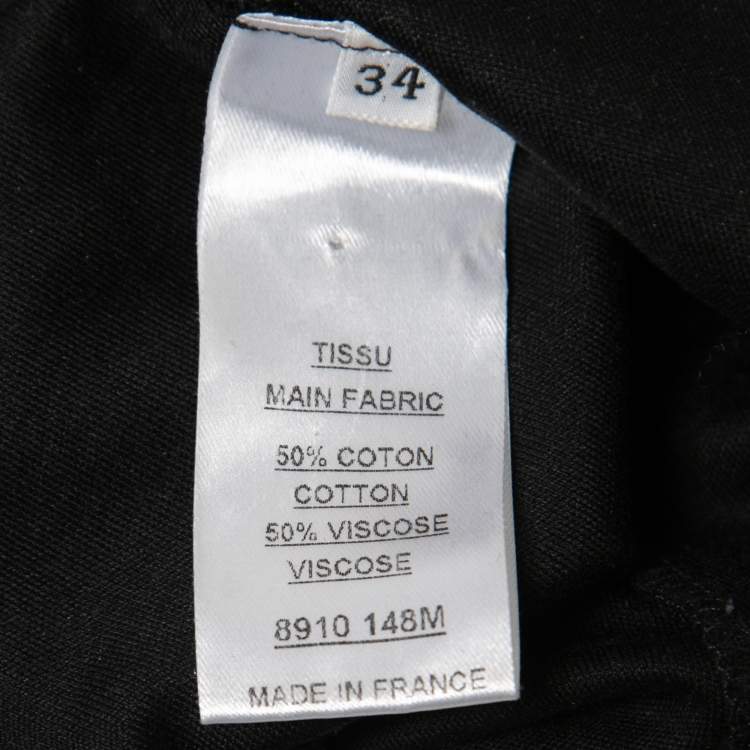 34
TISSU
MAIN FABRIC
50% COTON
COTTON
50% VISCOSE
VISCOSE
8910 148M
MADE IN FRANCE